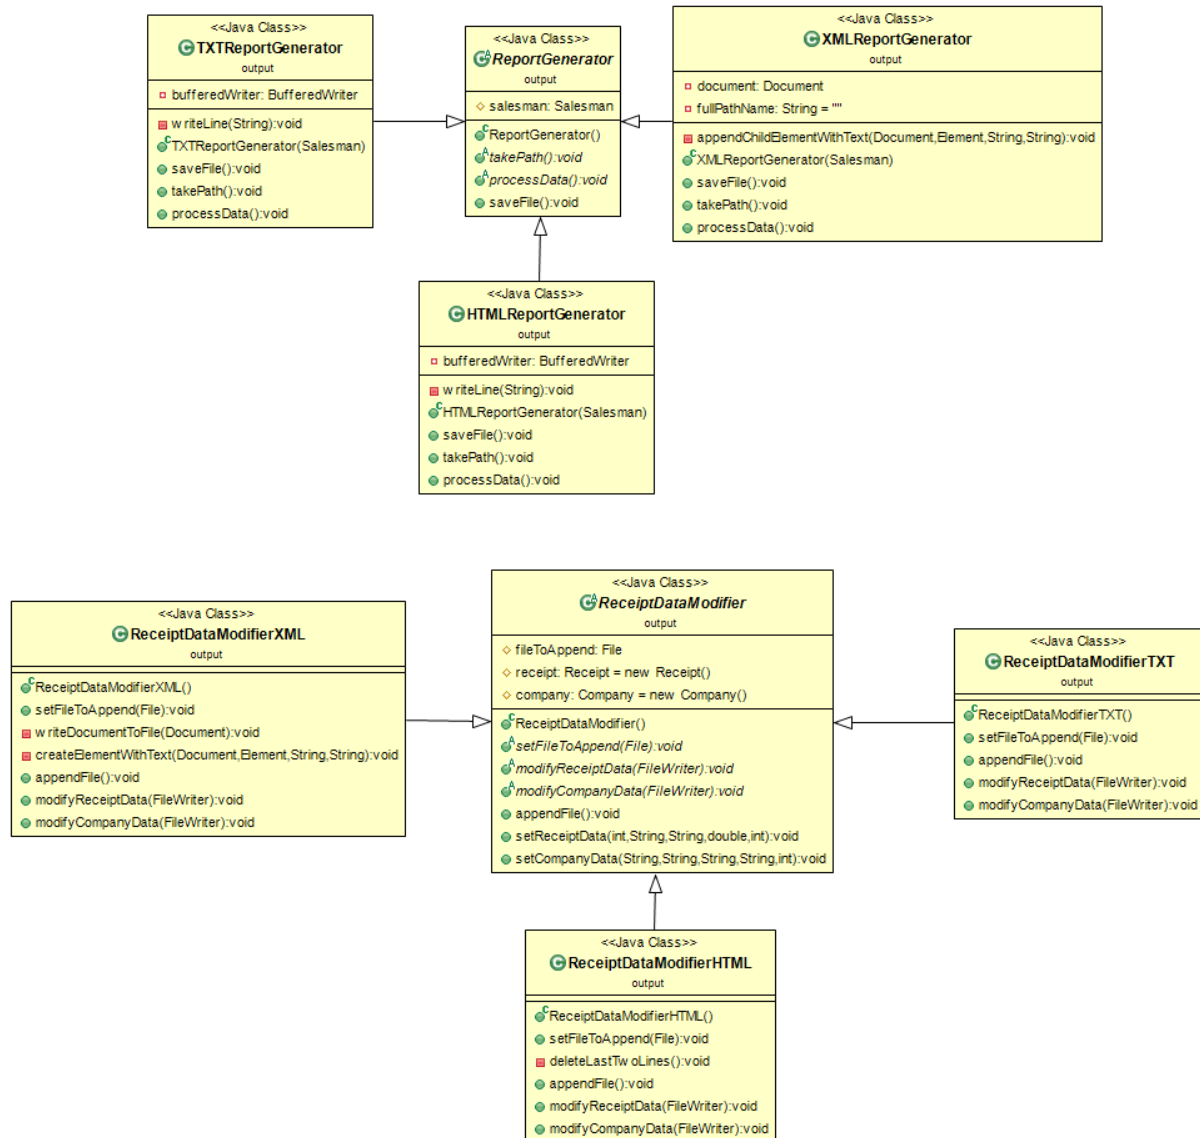 <<Java Class>>
TXTReportGenerator
output
bufferedWriter: BufferedWriter
writeLine(String):void
TXTReportGenerator(Salesman)
saveFile():void
takePath():void
processData():void
<<Java Class>>
ReportGenerator
output
salesman: Salesman
ReportGenerator()
takePath():void
processData():void
saveFile():void
<<Java Class>>
XMLReportGenerator
output
document: Document
fullPathName: String = ""
appendChildElementWithText(Document,Element,String,String):void
XMLReportGenerator(Salesman)
saveFile():void
takePath():void
processData():void
<<Java Class>>
HTMLReportGenerator
output
bufferedWriter: BufferedWriter
writeLine(String):void
HTMLReportGenerator(Salesman)
saveFile():void
takePath():void
processData():void
<<Java Class>>
ReceiptDataModifierXML
output
ReceiptDataModifierXML()
setFileToAppend(File):void
writeDocumentToFile(Document):void
createElementWithText(Document,Element,String,String):void
appendFile():void
modifyReceiptData(FileWriter):void
modifyCompanyData(FileWriter):void
<<Java Class>>
ReceiptDataModifier
output
fileToAppend: File
receipt: Receipt = new Receipt()
company: Company = new Company()
ReceiptDataModifier()
setFileToAppend(File):void
modifyReceiptData(FileWriter):void
modifyCompanyData(FileWriter):void
appendFile():void
setReceiptData(int,String,String,double,int):void
setCompanyData(String,String,String,String,int):void
<<Java Class>>
ReceiptDataModifierTXT
output
ReceiptDataModifierTXT()
setFileToAppend(File):void
appendFile():void
modifyReceiptData(FileWriter):void
modifyCompanyData(FileWriter):void
<<Java Class>>
ReceiptDataModifierHTML
output
ReceiptDataModifierHTML()
setFileToAppend(File):void
deleteLastTwoLines():void
appendFile():void
modifyReceiptData(FileWriter):void
modifyCompanyData(FileWriter):void